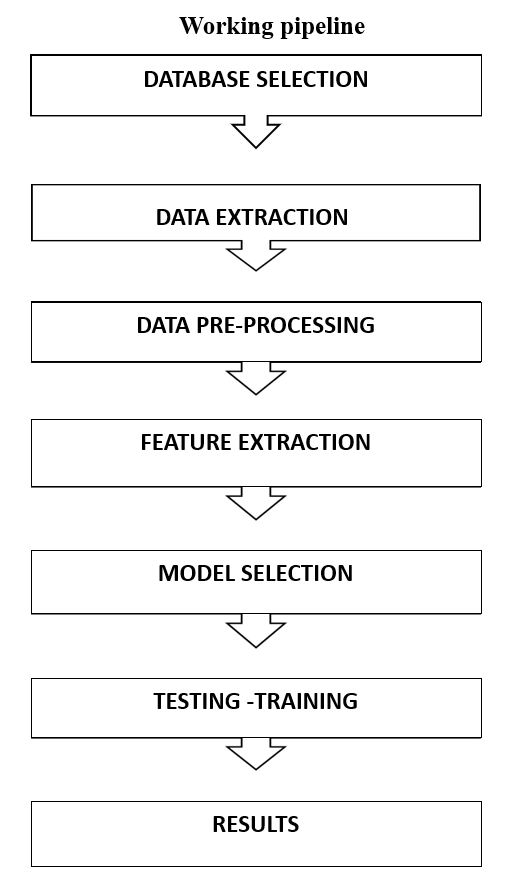 Working pipeline
DATABASE SELECTION
DATA EXTRACTION
DATA PRE-PROCESSING
FEATURE EXTRACTION
MODEL SELECTION
TESTING -TRAINING
RESULTS